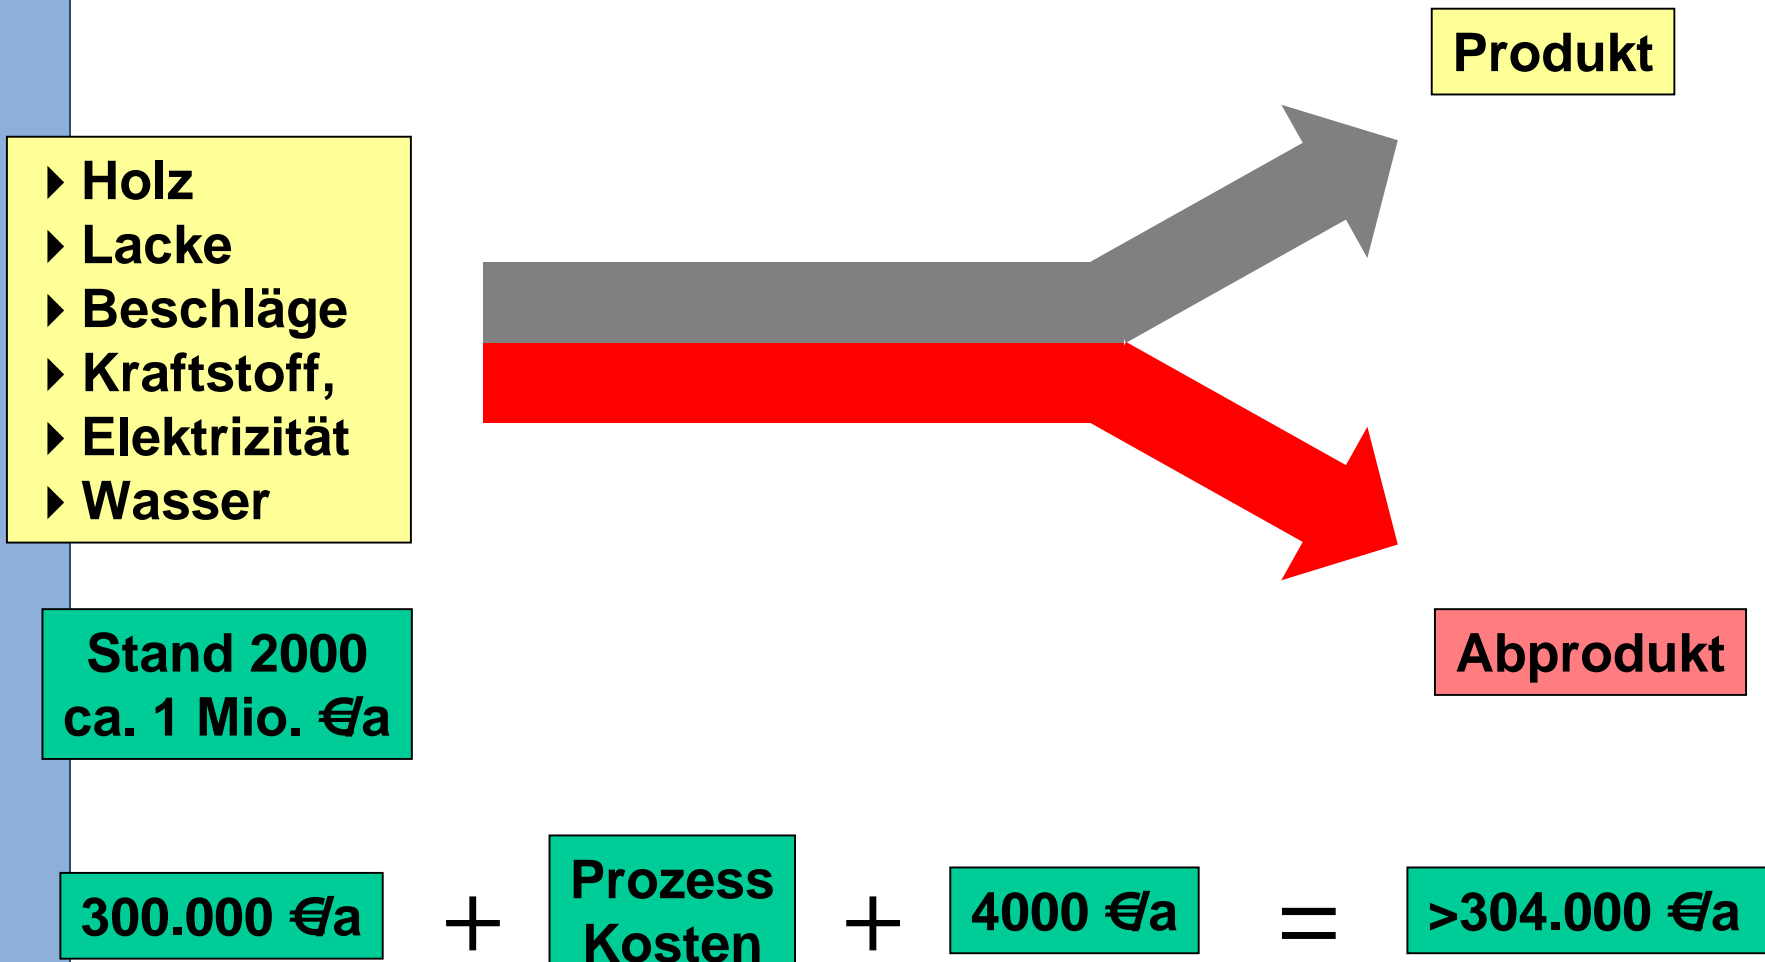 Produkt
Holz
Lacke
Beschläge
Kraftstoff,
Elektrizität
Wasser
Stand 2000
ca. 1 Mio. €/a
Abprodukt
300.000 €/a
+
Prozess
Kosten
+
4000 €/a
=
>304.000 €/a